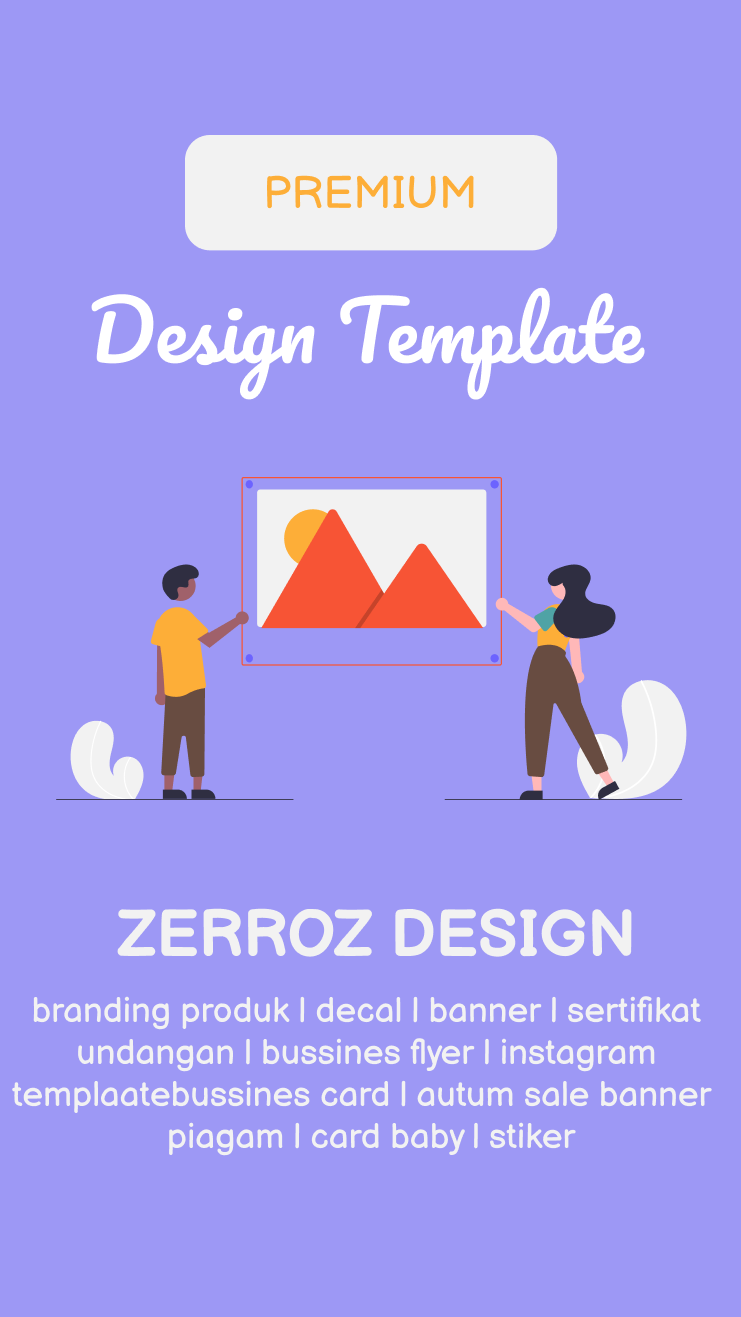 PREMIUM
Design Template
ZERROZ DESIGN
branding produk | decal | banner | sertifikat
undangan | bussines flyer | instagram
templaatebussines card | autum sale banner
piagam | card baby | stiker